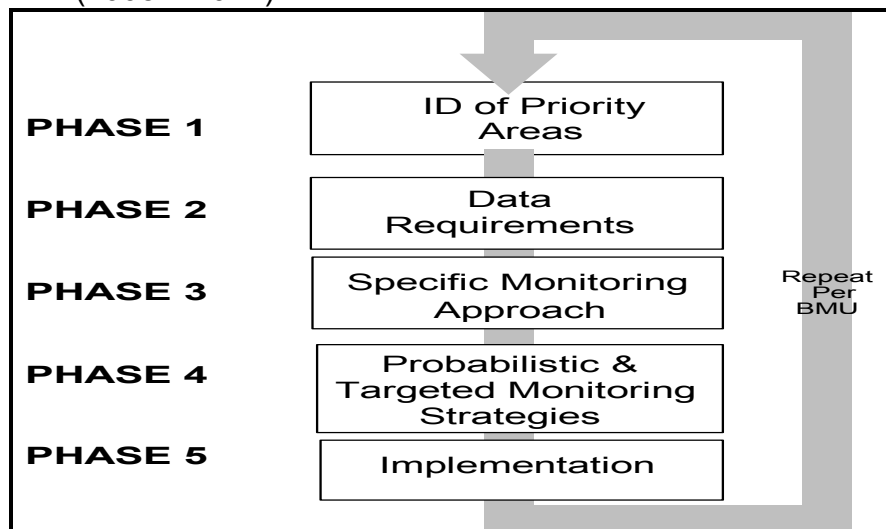 PHASE 1
ID of Priority
Areas
PHASE 2
Data
Requirements
PHASE 3
Specific Monitoring
Approach
PHASE 4
Probabilistic &
Targeted Monitoring
Strategies
PHASE 5
Implementation
Repeat
Per
BMU